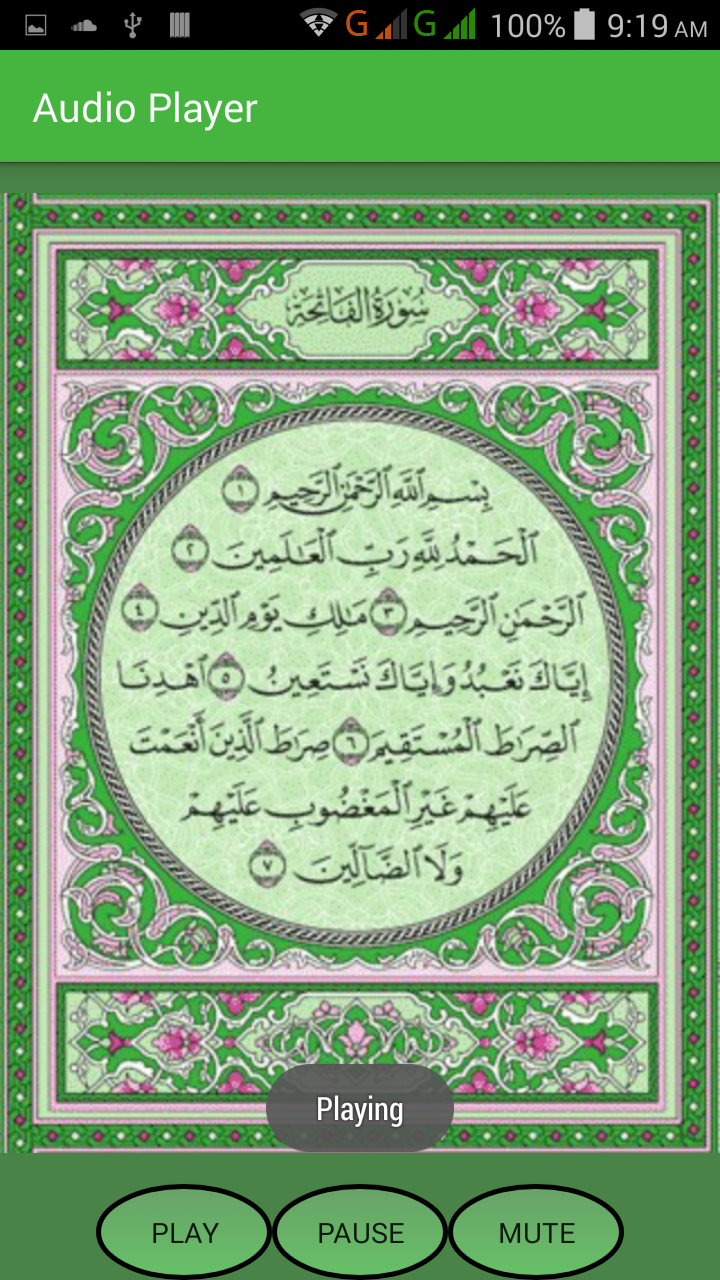 G G 100% 9:19 AM
Audio Player
سُورَةُ الْفَاتِحَةِ
بِسْمِ ٱللَّهِ ٱلرَّحْمَٰنِ ٱلرَّحِيمِ ١
ٱلْحَمْدُ لِلَّهِ رَبِّ ٱلْعَٰلَمِينَ ٢
ٱلرَّحْمَٰنِ ٱلرَّحِيمِ ٣ مَٰلِكِ يَوْمِ ٱلدِّينِ ٤
إِيَّاكَ نَعْبُدُ وَإِيَّاكَ نَسْتَعِينُ ٥ ٱهْدِنَا
ٱلصِّرَٰطَ ٱلْمُسْتَقِيمَ ٦ صِرَٰطَ ٱلَّذِينَ أَنْعَمْتَ
عَلَيْهِمْ غَيْرِ ٱلْمَغْضُوبِ عَلَيْهِمْ
وَلَا ٱلضَّآلِّينَ ٧
Playing
PLAY PAUSE MUTE